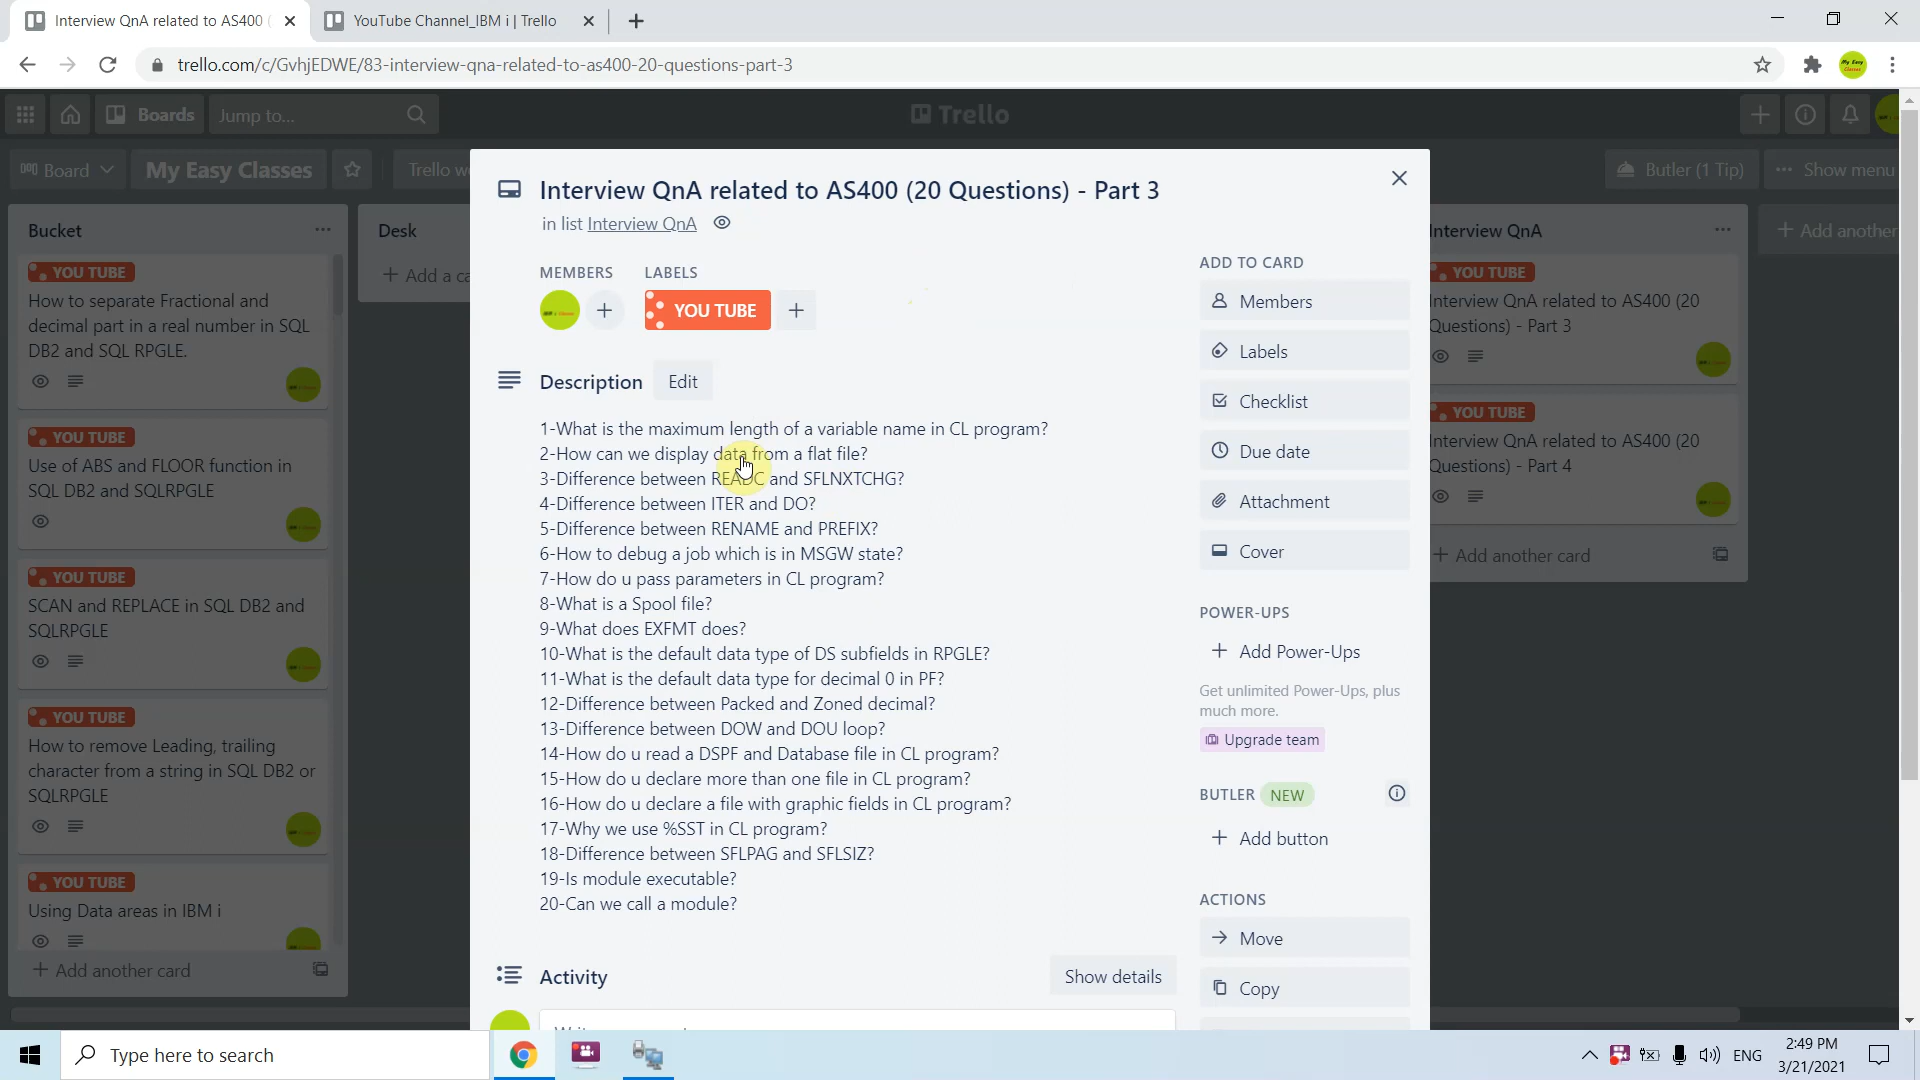 Interview QnA related to AS400 (
YouTube Channel_IBM i | Trello
trello.com/c/GvhjEDWE/83-interview-qna-related-to-as400-20-questions-part-3
Boards
Jump to...
Trello
Board
My Easy Classes
Trello w
Butler (1 Tip)
Show menu
Bucket
YOU TUBE
How to separate Fractional and
decimal part in a real number in SQL
DB2 and SQL RPGLE.
YOU TUBE
Use of ABS and FLOOR function in
SQL DB2 and SQLRPGLE
YOU TUBE
SCAN and REPLACE in SQL DB2 and
SQLRPGLE
YOU TUBE
How to remove Leading, trailing
character from a string in SQL DB2 or
SQLRPGLE
YOU TUBE
Using Data areas in IBM i
Add another card
Desk
Add a ca
Interview QnA related to AS400 (20 Questions) - Part 3
in list Interview QnA
MEMBERS
LABELS
YOU TUBE
Description
Edit
1-What is the maximum length of a variable name in CL program?
2-How can we display data from a flat file?
3-Difference between READC and SFLNXTCHG?
4-Difference between ITER and DO?
5-Difference between RENAME and PREFIX?
6-How to debug a job which is in MSGW state?
7-How do u pass parameters in CL program?
8-What is a Spool file?
9-What does EXFMT does?
10-What is the default data type of DS subfields in RPGLE?
11-What is the default data type for decimal 0 in PF?
12-Difference between Packed and Zoned decimal?
13-Difference between DOW and DOU loop?
14-How do u read a DSPF and Database file in CL program?
15-How do u declare more than one file in CL program?
16-How do u declare a file with graphic fields in CL program?
17-Why we use %SST in CL program?
18-Difference between SFLPAG and SFLSIZ?
19-Is module executable?
20-Can we call a module?
Activity
Show details
ADD TO CARD
Members
Labels
Checklist
Due date
Attachment
Cover
POWER-UPS
Add Power-Ups
Get unlimited Power-Ups, plus
much more.
Upgrade team
BUTLER NEW
Add button
ACTIONS
Move
Copy
Interview QnA
YOU TUBE
Interview QnA related to AS400 (20
Questions) - Part 3
YOU TUBE
Interview QnA related to AS400 (20
Questions) - Part 4
Add another card
Add another
Type here to search
ENG
2:49 PM
3/21/2021